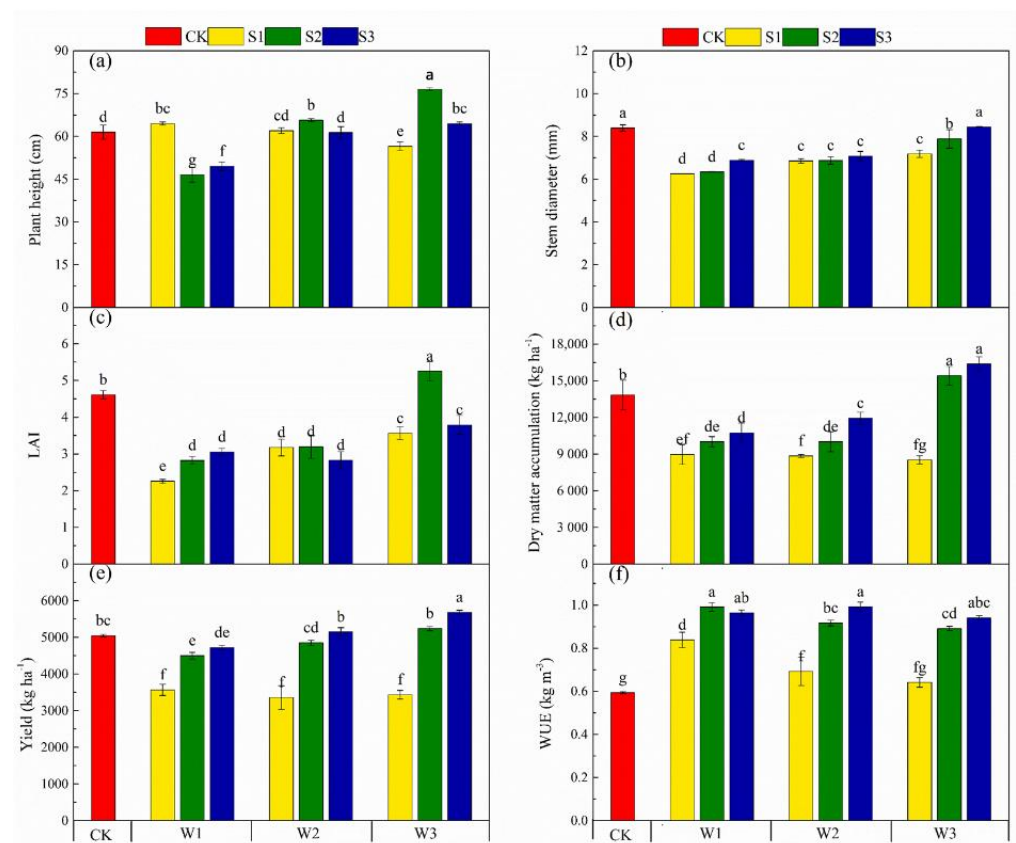 CK S1 S2 S3
(a)
Plant height (cm)
90
75
60
45
30
15
0
d bc g f cd b d e a bc
CK S1 S2 S3
(b)
Stem diameter (mm)
12
10
8
6
4
2
0
a d d c c c c c b a
(c)
LAI
6
5
4
3
2
1
0
b e d d d d d c a c
(d)
Dry matter accumulation (kg ha⁻¹)
18,000
15,000
12,000
9 000
6 000
3 000
0
b ef de d f de c fg a a
(e)
Yield (kg ha⁻¹)
6000
5000
4000
3000
2000
1000
0
bc f e de f cd b f b a
CK W1 W2 W3
(f)
WUE (kg m⁻³)
1.0
0.8
0.6
0.4
0.2
0.0
g d a ab f bc a fg cd abc
CK W1 W2 W3